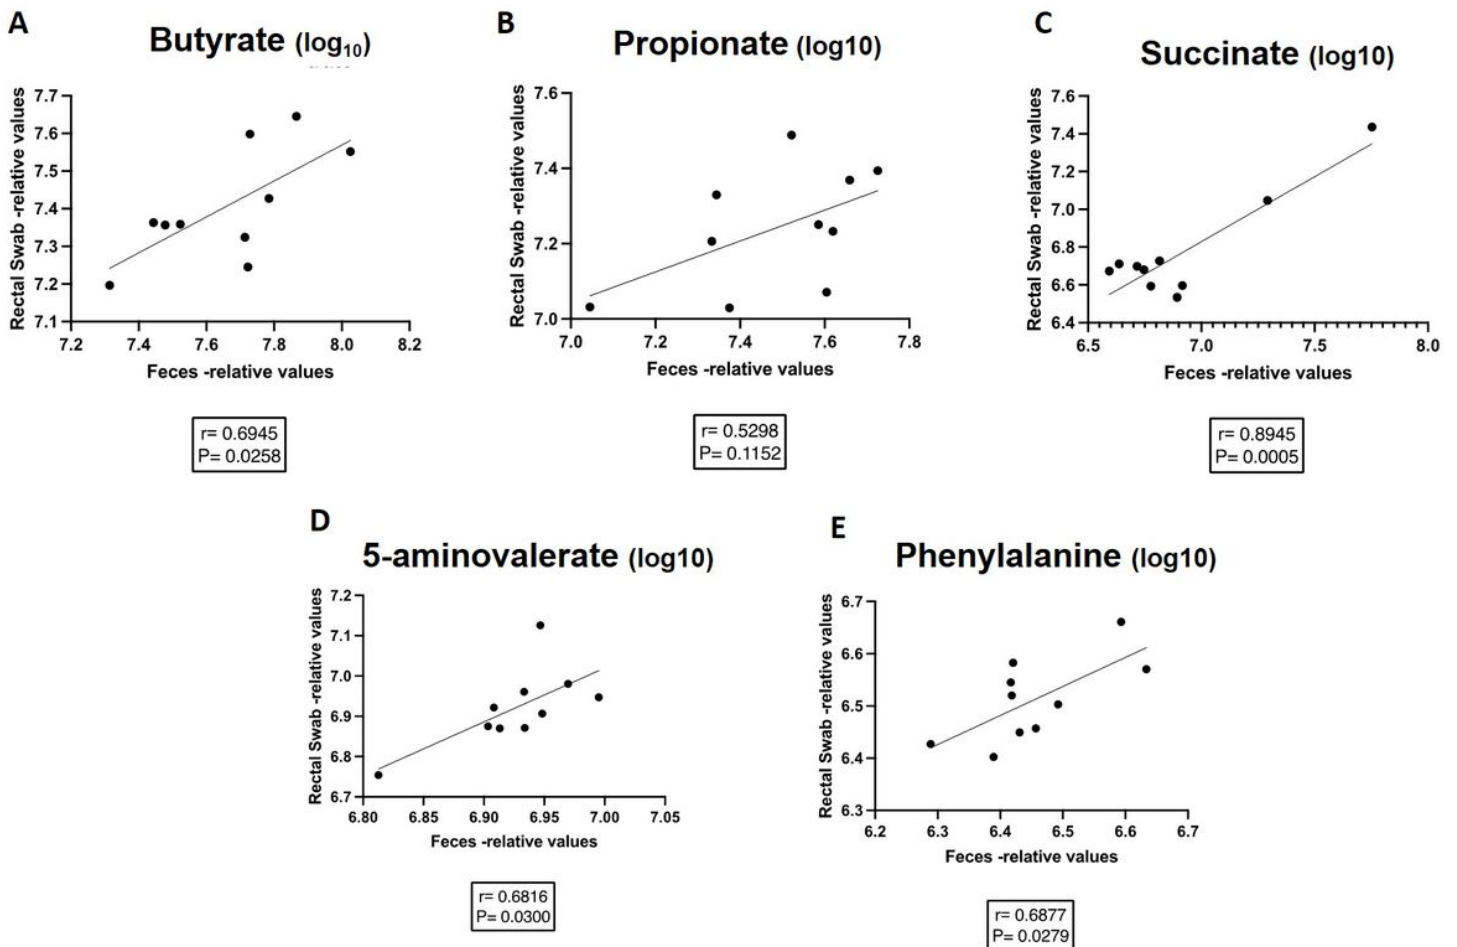 A
Butyrate (log₁₀)
Rectal Swab -relative values
7.7
7.6
7.5
7.4
7.3
7.2
7.1
7.2 7.4 7.6 7.8 8.0 8.2
Feces -relative values
r= 0.6945
P= 0.0258
B
Propionate (log10)
Rectal Swab -relative values
7.6
7.4
7.2
7.0
7.0 7.2 7.4 7.6 7.8
Feces -relative values
r= 0.5298
P= 0.1152
C
Succinate (log10)
Rectal Swab -relative values
7.6
7.4
7.2
7.0
6.8
6.6
6.4
6.5 7.0 7.5 8.0
Feces -relative values
r= 0.8945
P= 0.0005
D
5-aminovalerate (log10)
Rectal Swab -relative values
7.2
7.1
7.0
6.9
6.8
6.7
6.80 6.85 6.90 6.95 7.00 7.05
Feces -relative values
r= 0.6816
P= 0.0300
E
Phenylalanine (log10)
Rectal Swab -relative values
6.7
6.6
6.5
6.4
6.3
6.2 6.3 6.4 6.5 6.6 6.7
Feces -relative values
r= 0.6877
P= 0.0279